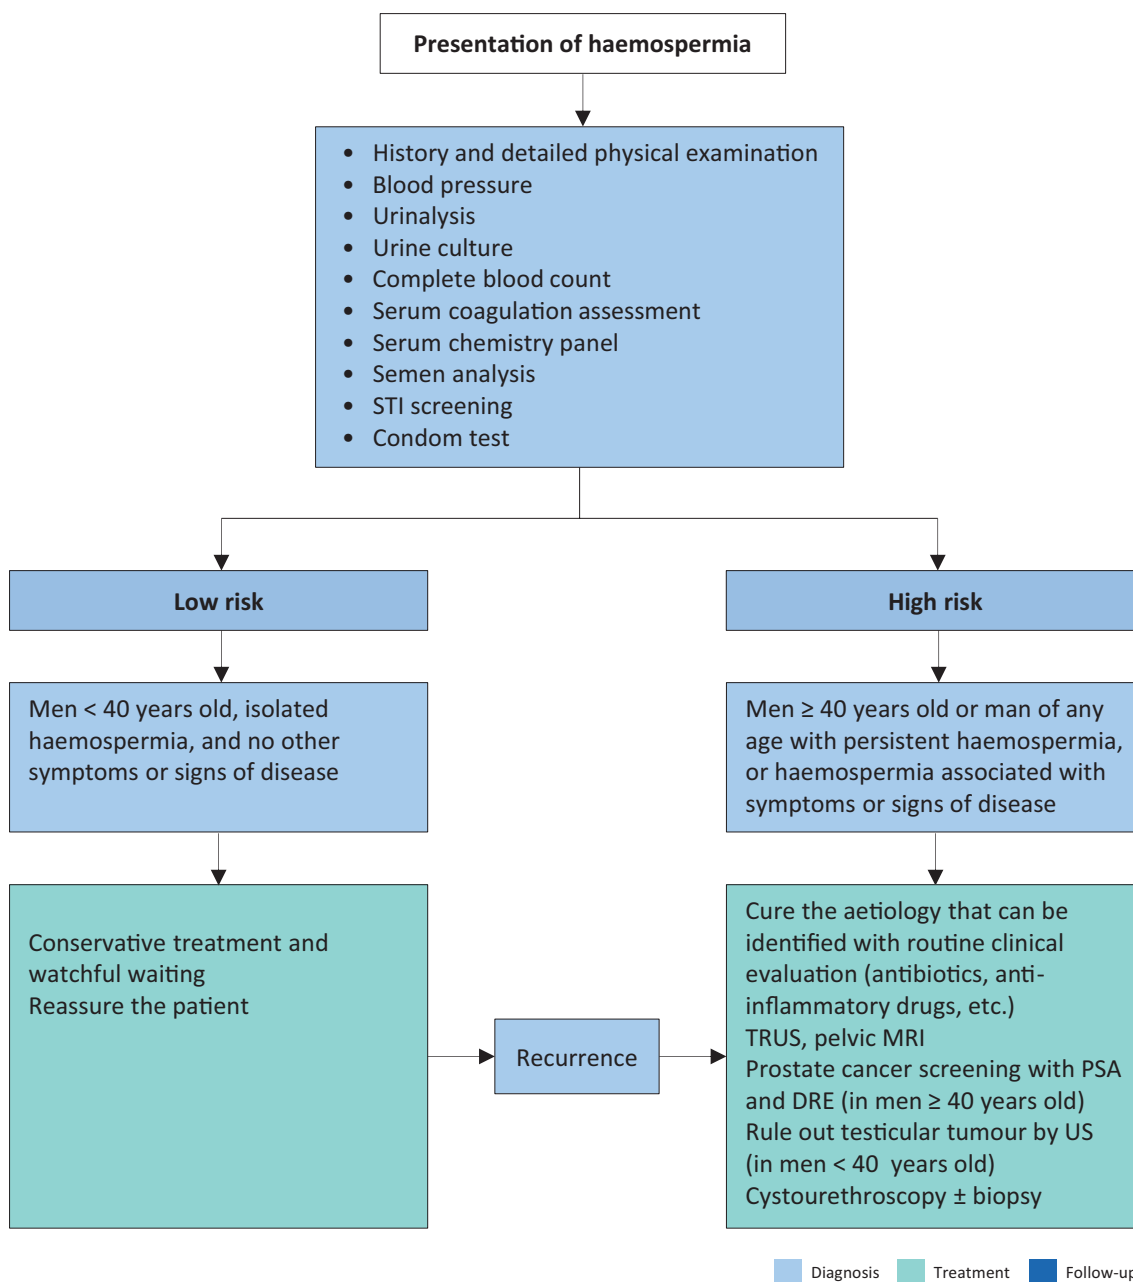 Presentation of haemospermia
• History and detailed physical examination
• Blood pressure
• Urinalysis
• Urine culture
• Complete blood count
• Serum coagulation assessment
• Serum chemistry panel
• Semen analysis
• STI screening
• Condom test
Low risk
High risk
Men < 40 years old, isolated
haemospermia, and no other
symptoms or signs of disease
Men ≥ 40 years old or man of any
age with persistent haemospermia,
or haemospermia associated with
symptoms or signs of disease
Conservative treatment and
watchful waiting
Reassure the patient
Recurrence
Cure the aetiology that can be
identified with routine clinical
evaluation (antibiotics, anti-
inflammatory drugs, etc.)
TRUS, pelvic MRI
Prostate cancer screening with PSA
and DRE (in men ≥ 40 years old)
Rule out testicular tumour by US
(in men < 40 years old)
Cystourethroscopy ± biopsy
Diagnosis
Treatment
Follow-up